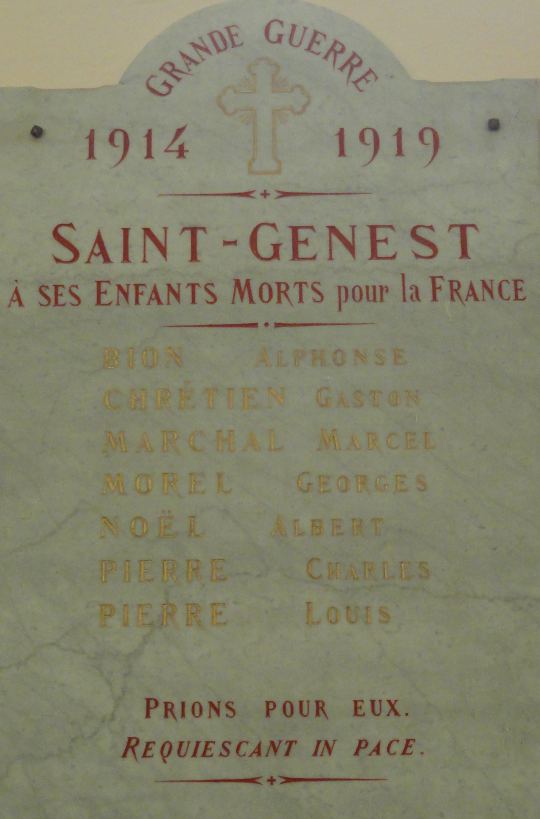 GRANDE GUERRE
1914 1919
SAINT-GENEST
À SES ENFANTS MORTS pour la FRANCE
BION ALPHONSE
CHRÉTIEN GASTON
MARCHAL MARCEL
MOREL GEORGES
NOËL ALBERT
PIERRE CHARLES
PIERRE LOUIS
PRIONS POUR EUX.
REQUIESCANT IN PACE.